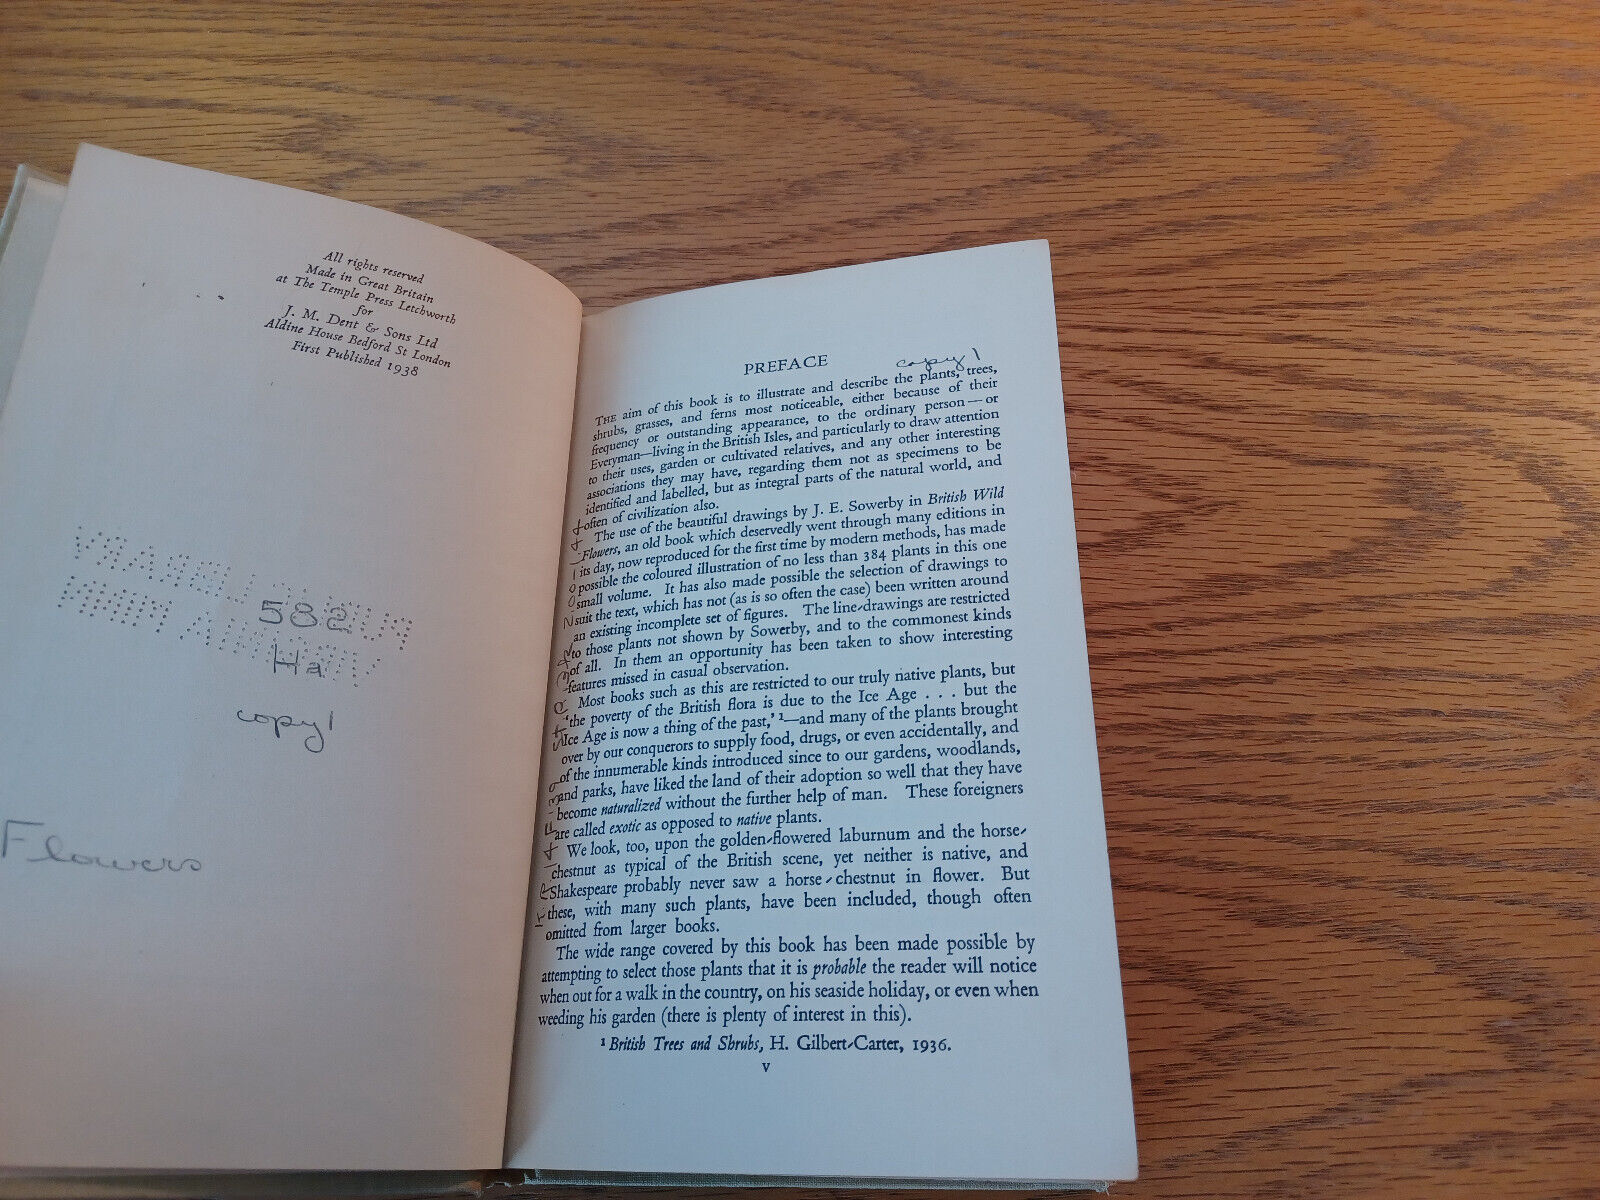 All rights reserved
Made in Great Britain
at The Temple Press Letchworth
for
J. M. Dent & Sons Ltd
Aldine House Bedford St London
First Published 1938
582
Ha
copy 1
Flowers
PREFACE
copy 1
THE aim of this book is to illustrate and describe the plants, trees,
shrubs, grasses, and ferns most noticeable, either because of their
frequency or outstanding appearance, to the ordinary person—or
Everyman—living in the British Isles, and particularly to draw attention
to their uses, garden or cultivated relatives, and any other interesting
associations they may have, regarding them not as specimens to be
identified and labelled, but as integral parts of the natural world, and
often of civilization also.
The use of the beautiful drawings by J. E. Sowerby in British Wild
Flowers, an old book which deservedly went through many editions in
its day, now reproduced for the first time by modern methods, has made
possible the coloured illustration of no less than 384 plants in this one
small volume. It has also made possible the selection of drawings to
suit the text, which has not (as is so often the case) been written around
an existing incomplete set of figures. The line-drawings are restricted
to those plants not shown by Sowerby, and to the commonest kinds
of all. In them an opportunity has been taken to show interesting
features missed in casual observation.
Most books such as this are restricted to our truly native plants, but
'the poverty of the British flora is due to the Ice Age . . . but the
Ice Age is now a thing of the past,' 1—and many of the plants brought
over by our conquerors to supply food, drugs, or even accidentally, and
of the innumerable kinds introduced since to our gardens, woodlands,
and parks, have liked the land of their adoption so well that they have
become naturalized without the further help of man. These foreigners
are called exotic as opposed to native plants.
We look, too, upon the golden-flowered laburnum and the horse-
chestnut as typical of the British scene, yet neither is native, and
Shakespeare probably never saw a horse-chestnut in flower. But
these, with many such plants, have been included, though often
omitted from larger books.
The wide range covered by this book has been made possible by
attempting to select those plants that it is probable the reader will notice
when out for a walk in the country, on his seaside holiday, or even when
weeding his garden (there is plenty of interest in this).
1 British Trees and Shrubs, H. Gilbert-Carter, 1936.
v